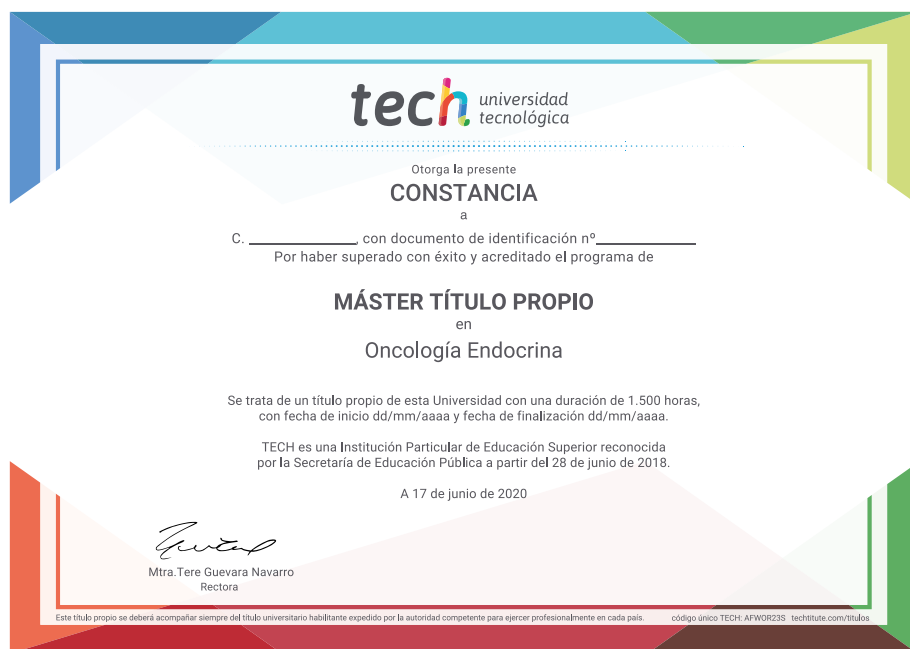 tech universidad
tecnológica
Otorga la presente
CONSTANCIA
a
C. ____________, con documento de identificación nº____________
Por haber superado con éxito y acreditado el programa de
MÁSTER TÍTULO PROPIO
en
Oncología Endocrina
Se trata de un título propio de esta Universidad con una duración de 1.500 horas,
con fecha de inicio dd/mm/aaaa y fecha de finalización dd/mm/aaaa.
TECH es una Institución Particular de Educación Superior reconocida
por la Secretaría de Educación Pública a partir del 28 de junio de 2018.
A 17 de junio de 2020
Mtra.Tere Guevara Navarro
Rectora
Este título propio se deberá acompañar siempre del título universitario habilitante expedido por la autoridad competente para ejercer profesionalmente en cada país. código único TECH: AFWOR23S techtitute.com/titulos